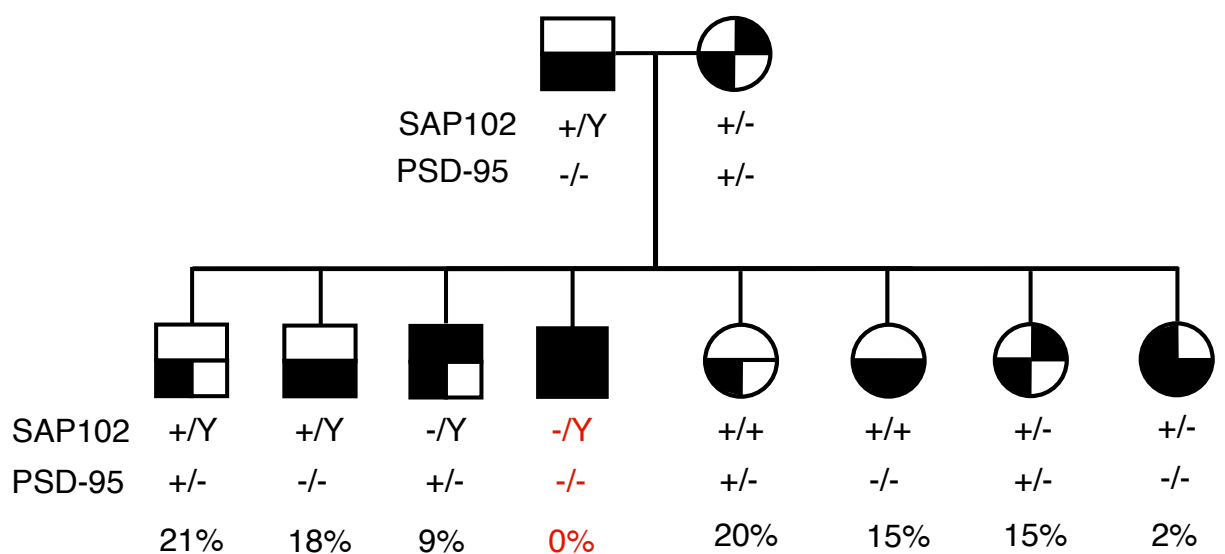 SAP102 +/Y +/-
PSD-95 -/- +/-
SAP102 +/Y +/Y -/Y -/Y +/+ +/+ +/- +/-
PSD-95 +/- -/- +/- -/- +/- -/- +/- -/-
21% 18% 9% 0% 20% 15% 15% 2%